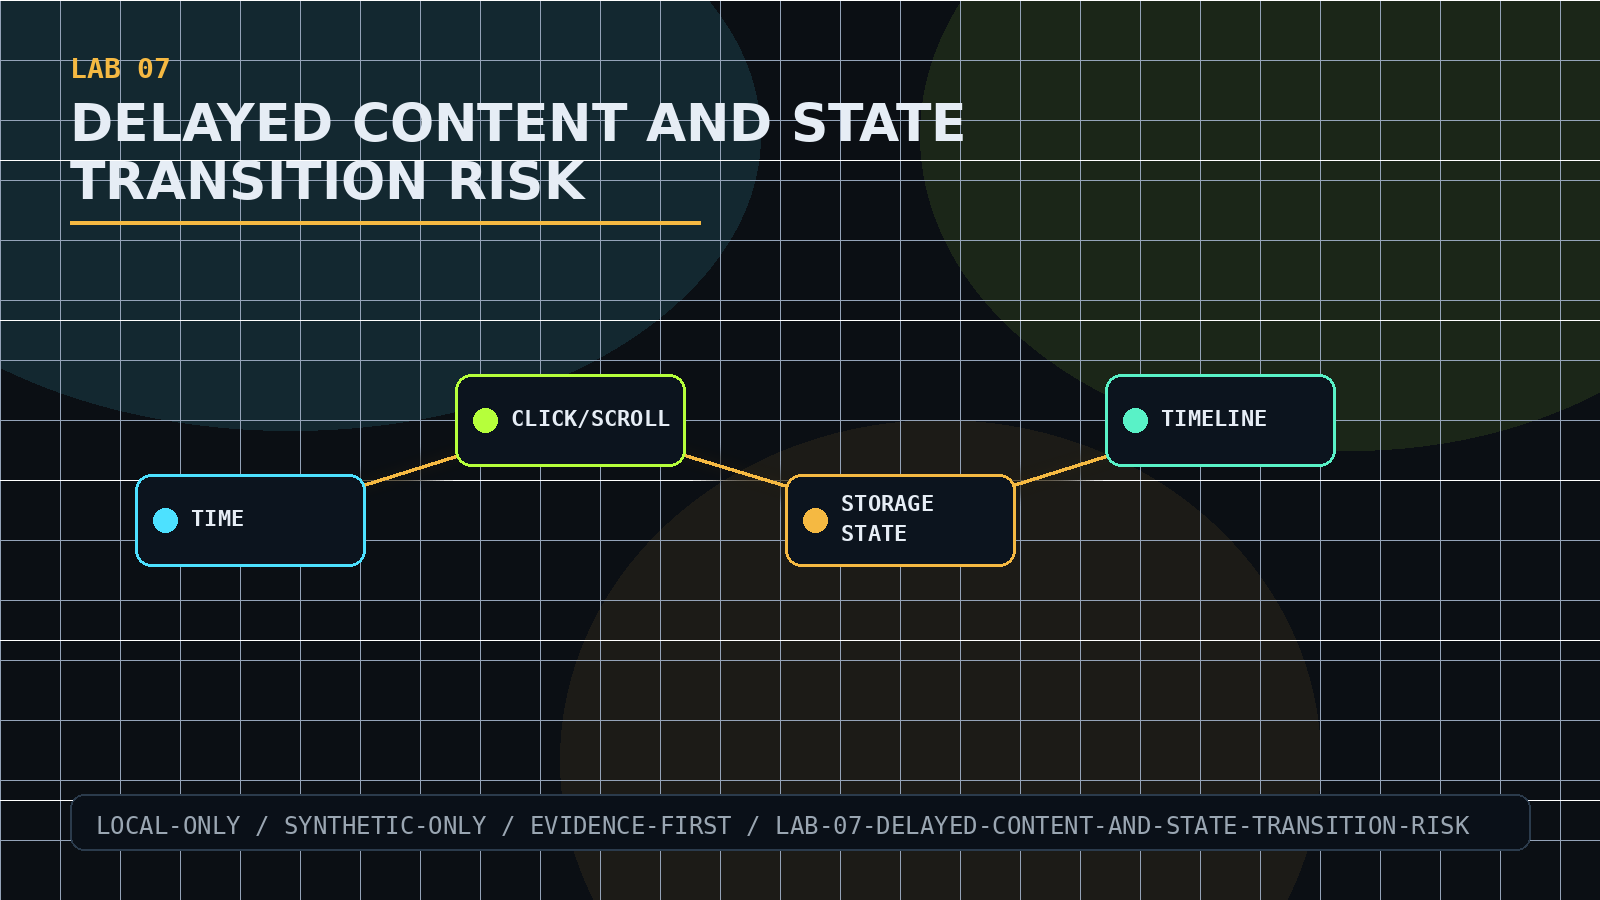 LAB 07
DELAYED CONTENT AND STATE
TRANSITION RISK
TIME
CLICK/SCROLL
STORAGE
STATE
TIMELINE
LOCAL-ONLY / SYNTHETIC-ONLY / EVIDENCE-FIRST / LAB-07-DELAYED-CONTENT-AND-STATE-TRANSITION-RISK